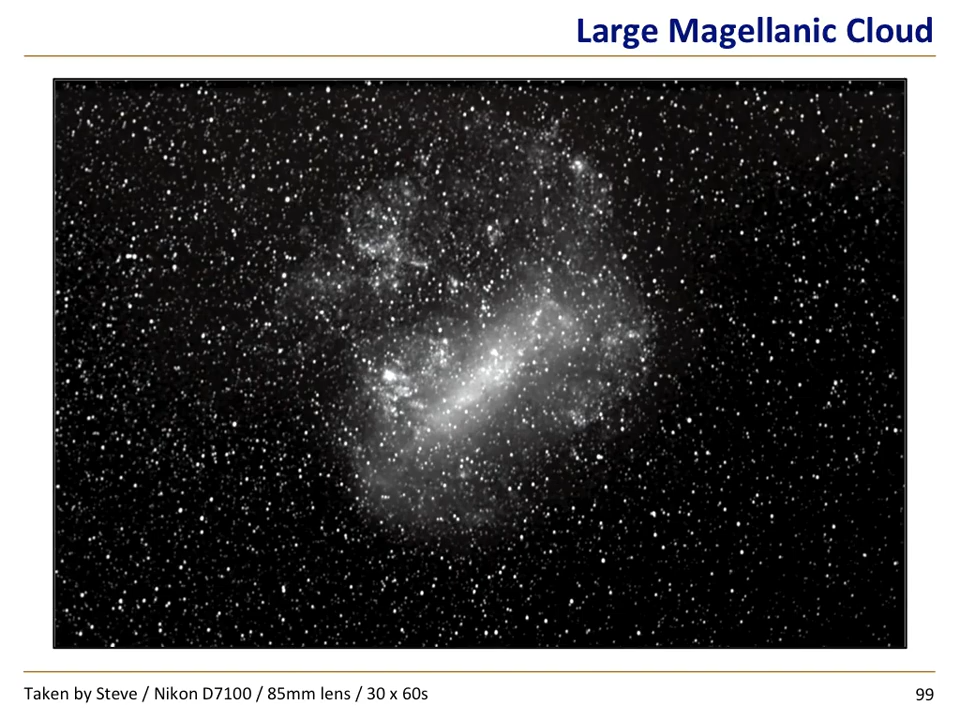 Large Magellanic Cloud
Taken by Steve / Nikon D7100 / 85mm lens / 30 x 60s
99